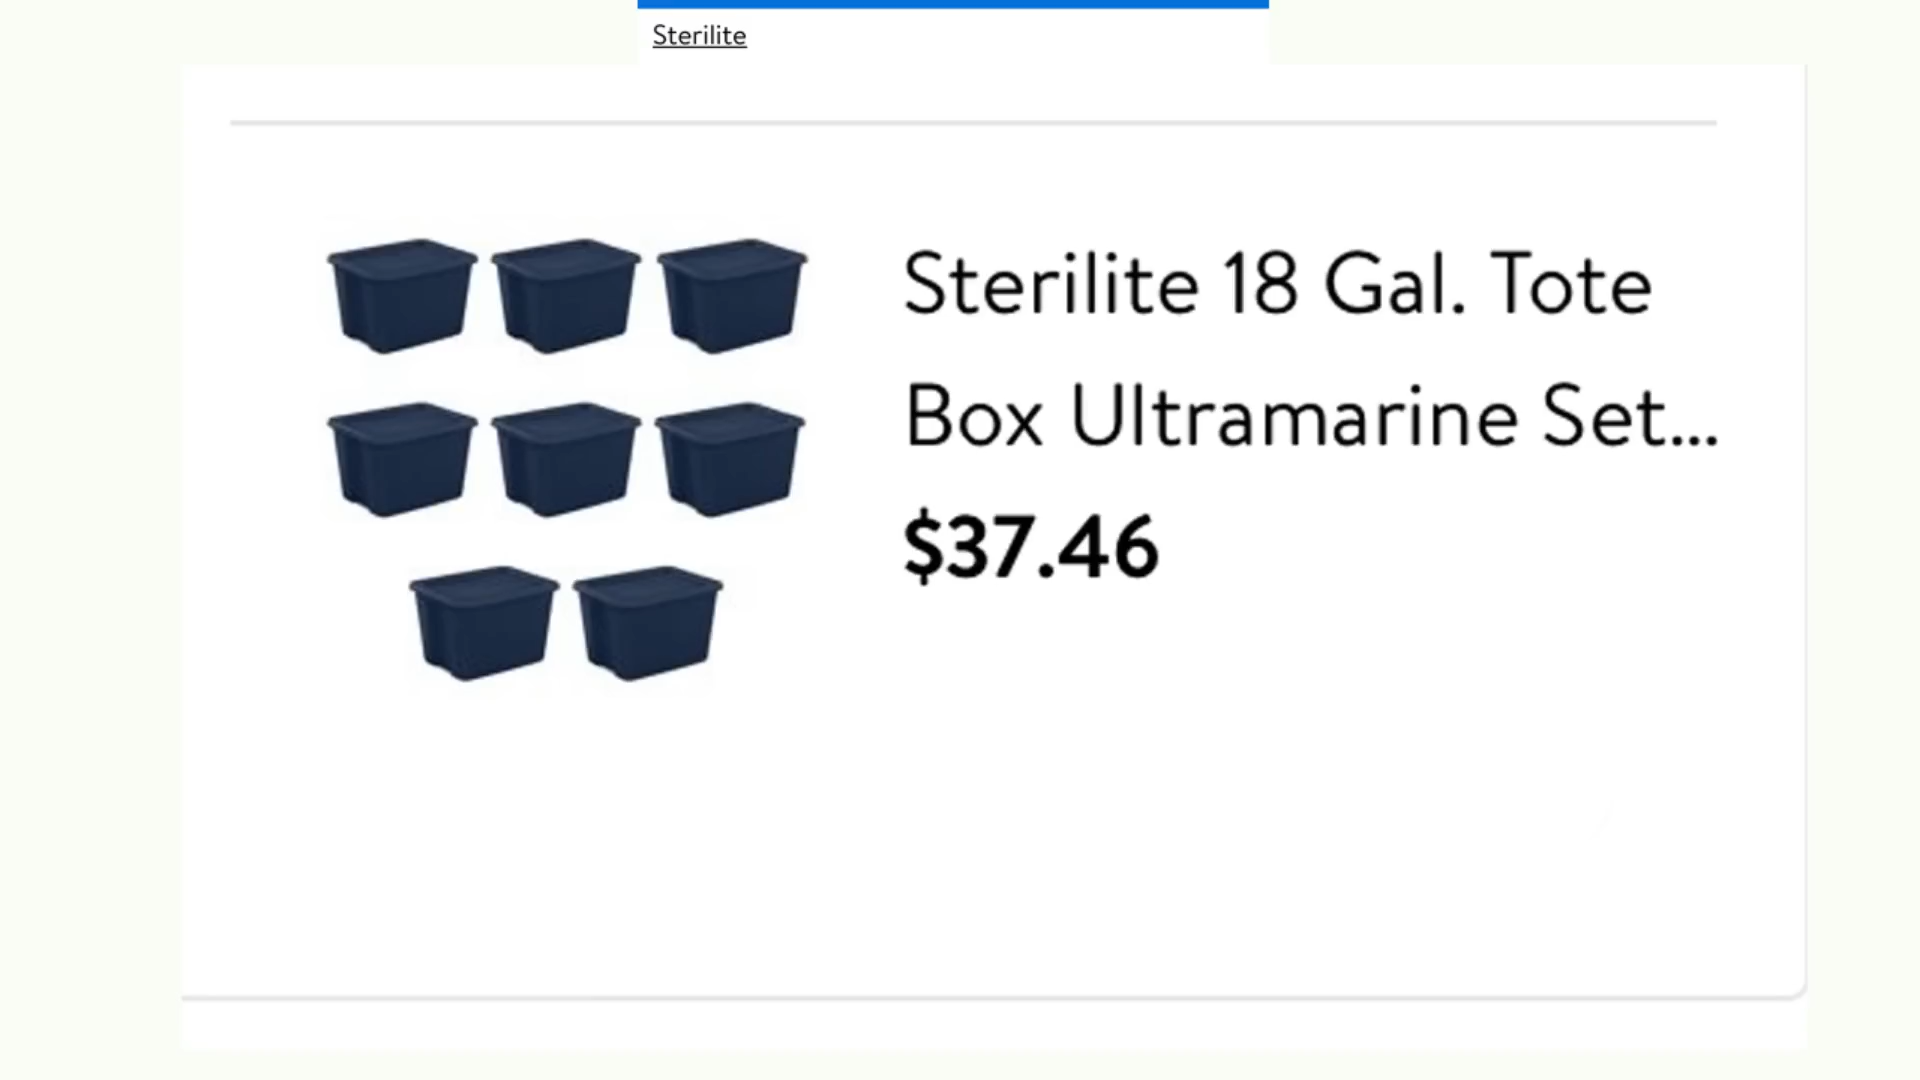 Sterilite
Sterilite 18 Gal. Tote
Box Ultramarine Set...
$37.46